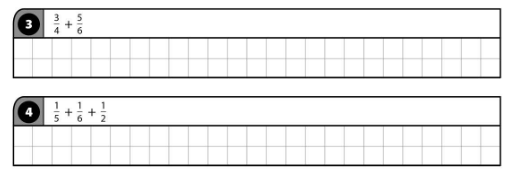 3 3/4 + 5/6
4 1/5 + 1/6 + 1/2